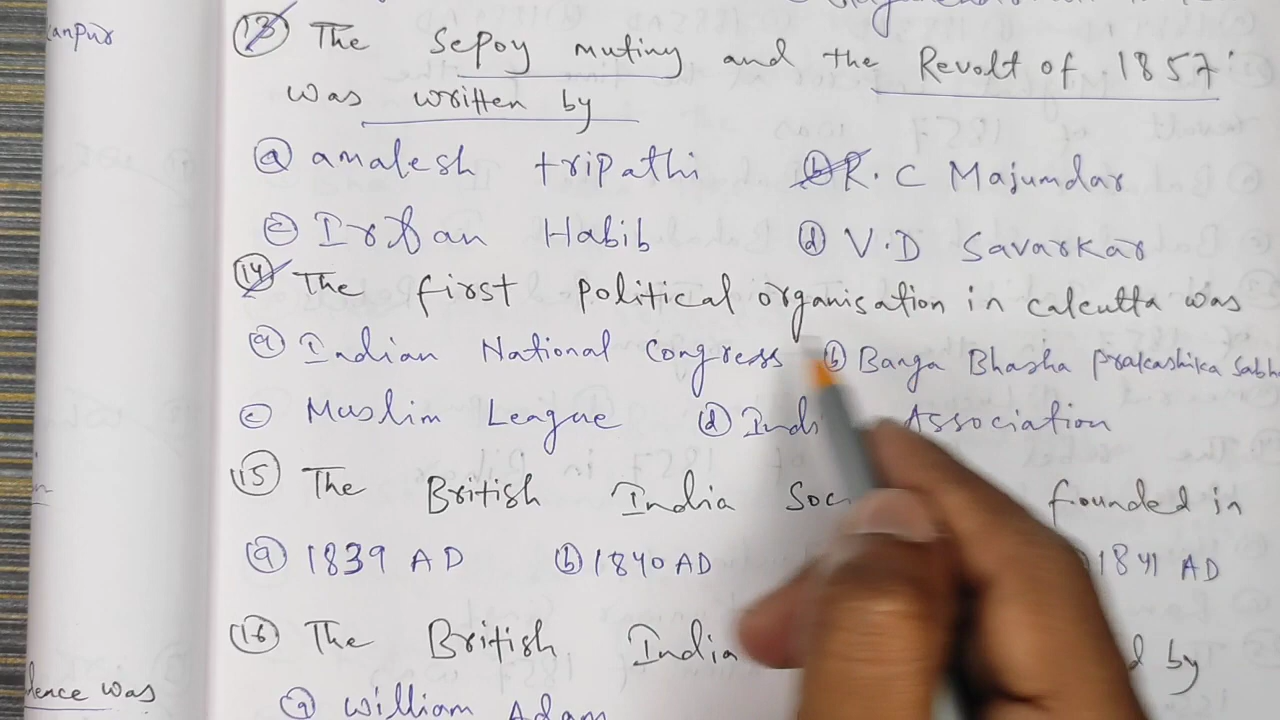 kanpur
13 The Sepoy mutiny and the Revolt of 1857'
was written by
a amalesh tripathi b R. C Majumdar
c Irfan Habib d V.D Savarkar
14 The first political organisation in calcutta was
a Indian National Congress b Banga Bhasha prakashika Sabh
c Muslim League d Indi Association
15 The British India Soc founded in
a 1839 AD b 1840 AD 1841 AD
16 The British India d by
dence was
a William Adam